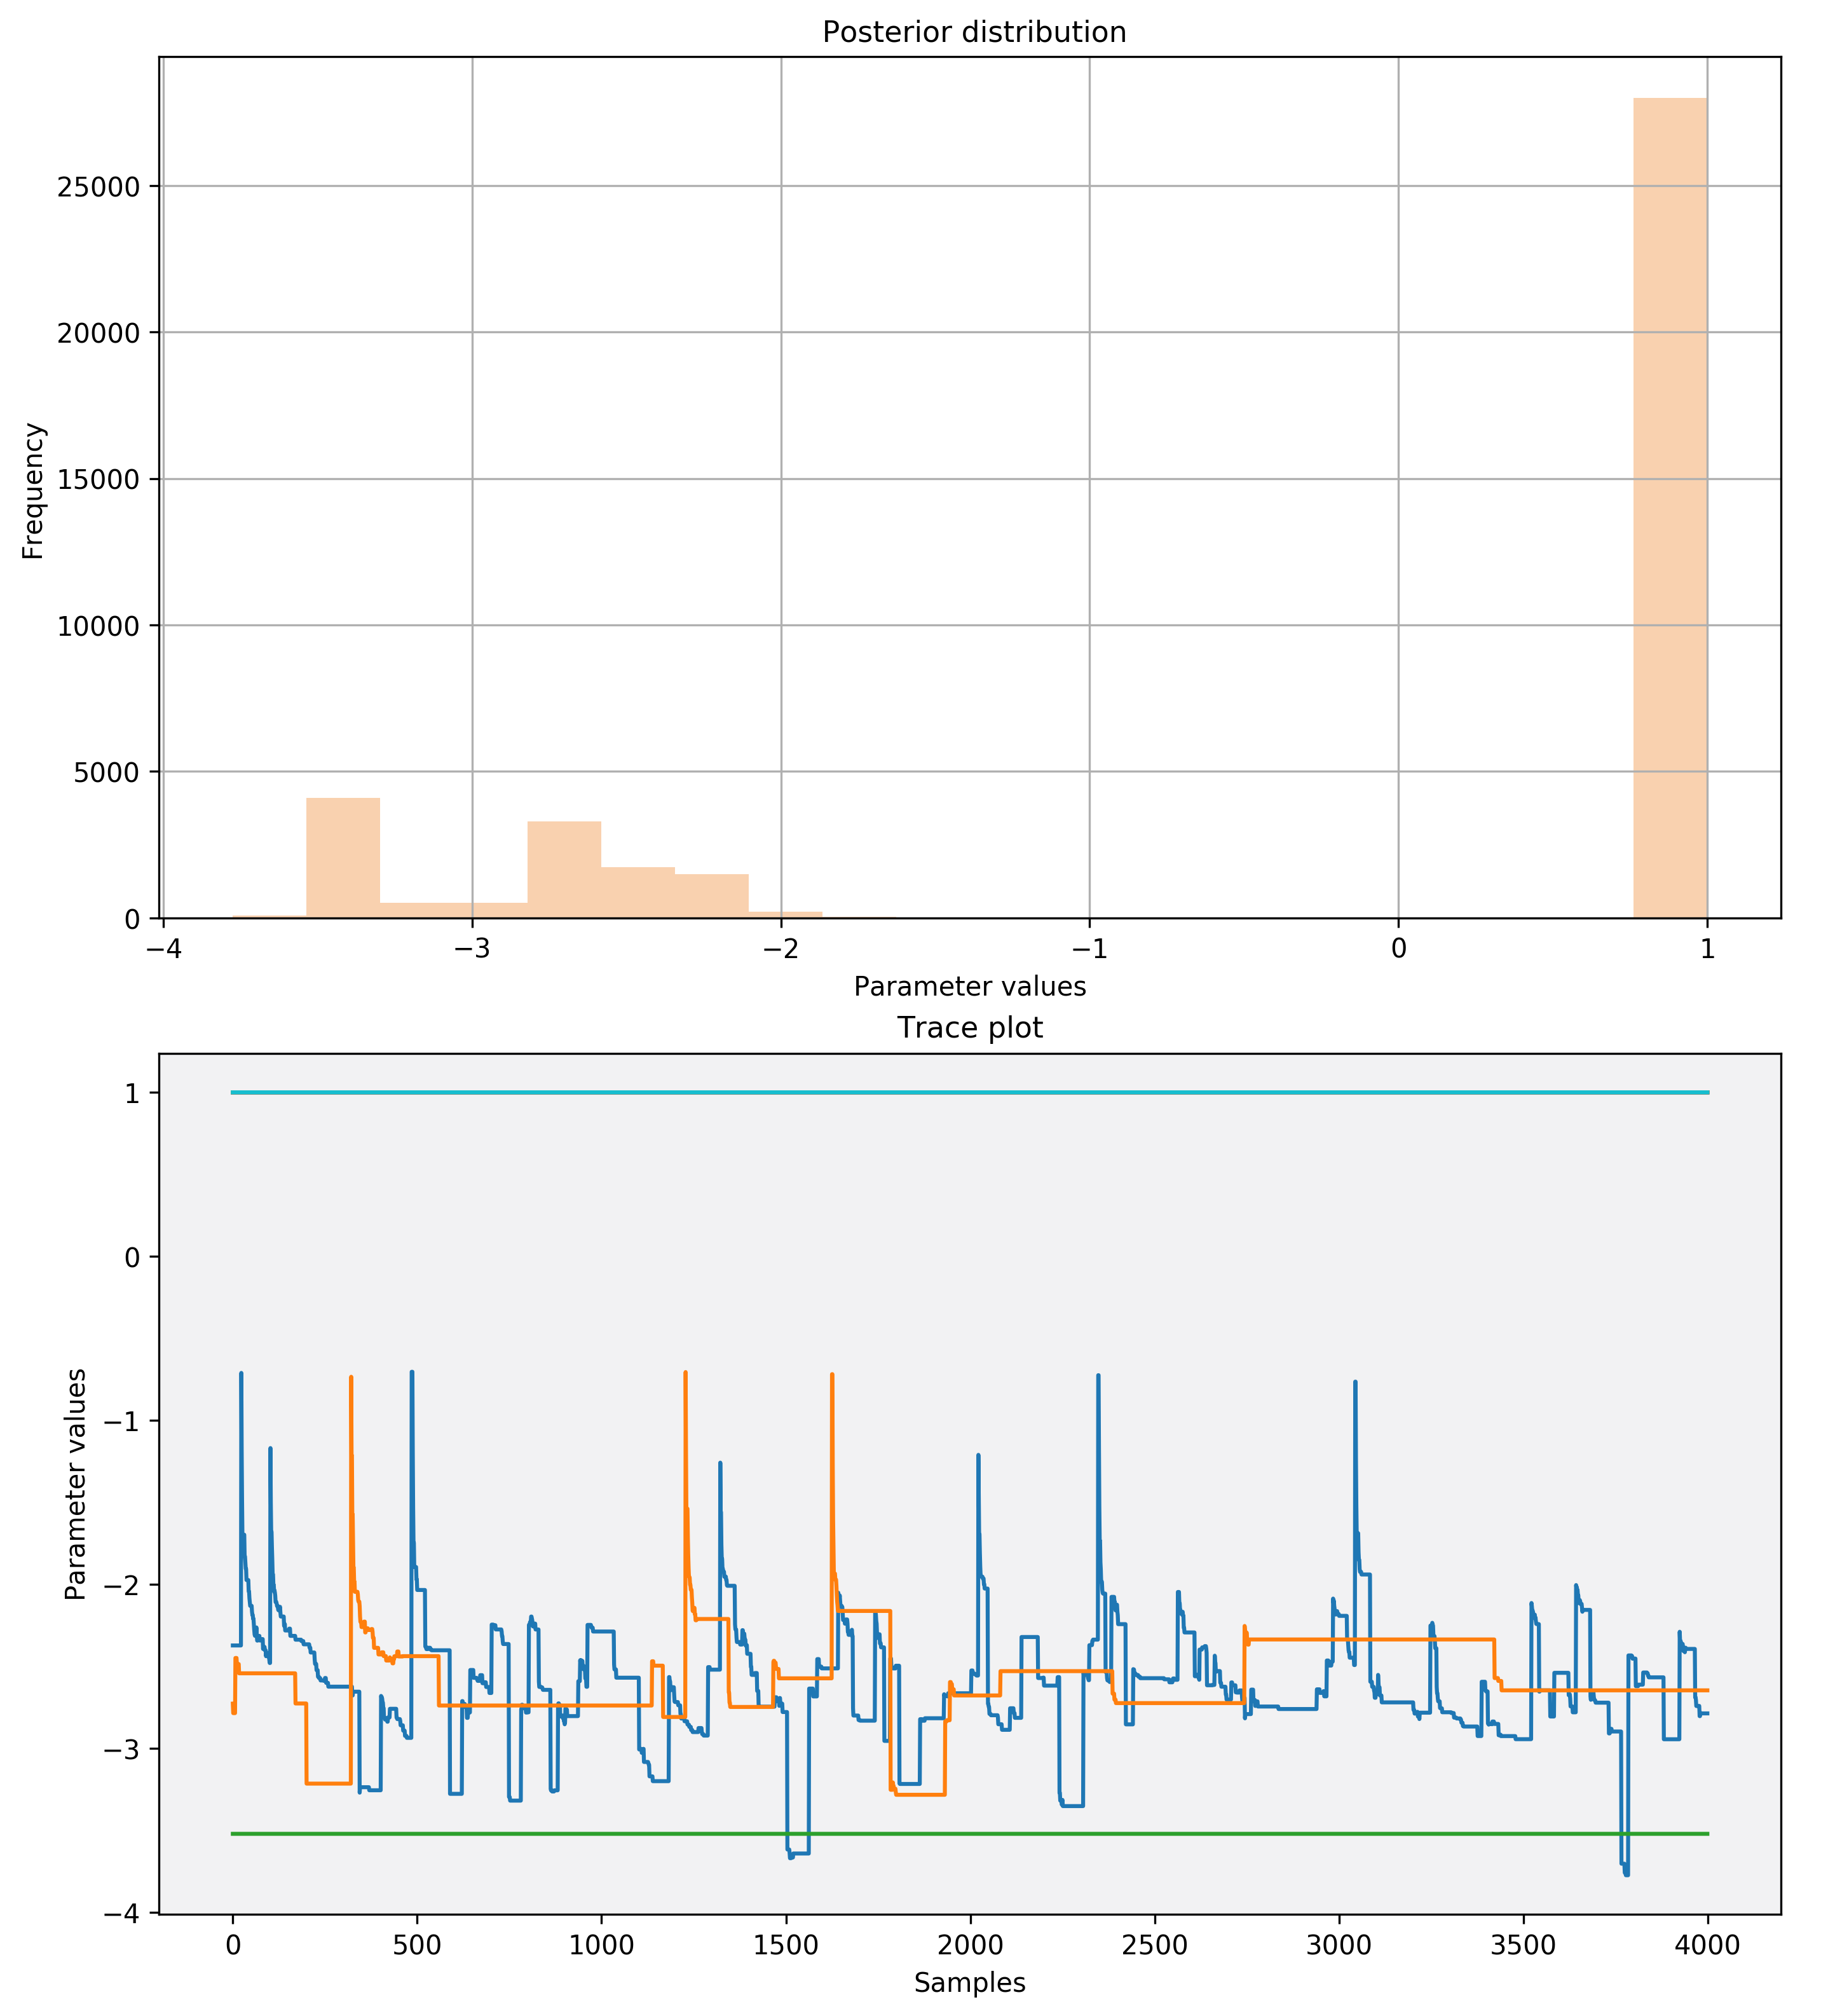 Posterior distribution
Frequency
25000
20000
15000
10000
5000
0
−4 −3 −2 −1 0 1
Parameter values
Trace plot
Parameter values
1
0
−1
−2
−3
−4
0 500 1000 1500 2000 2500 3000 3500 4000
Samples